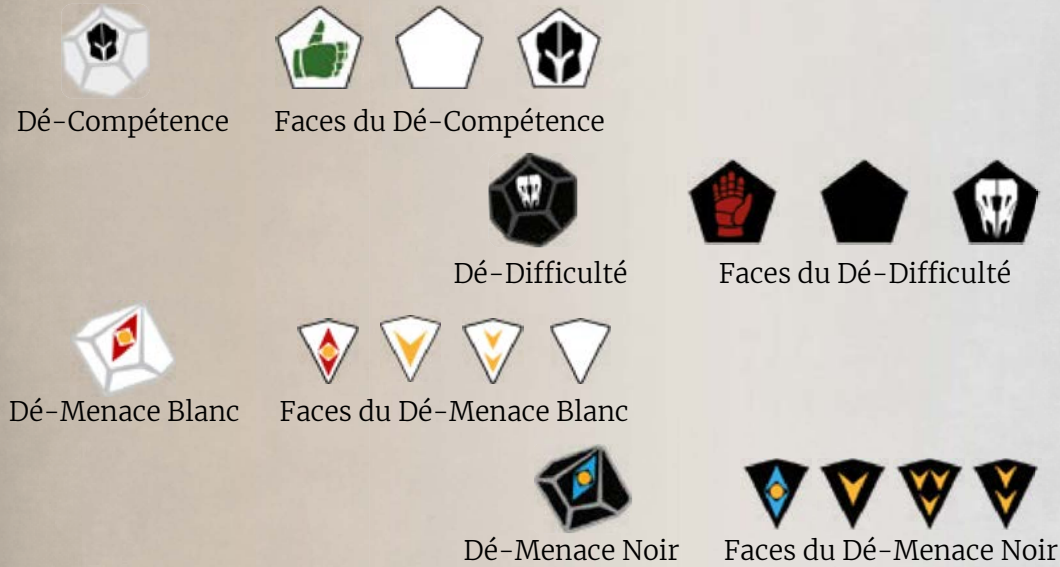 Dé-Compétence
Faces du Dé-Compétence
Dé-Difficulté
Faces du Dé-Difficulté
Dé-Menace Blanc
Faces du Dé-Menace Blanc
Dé-Menace Noir
Faces du Dé-Menace Noir